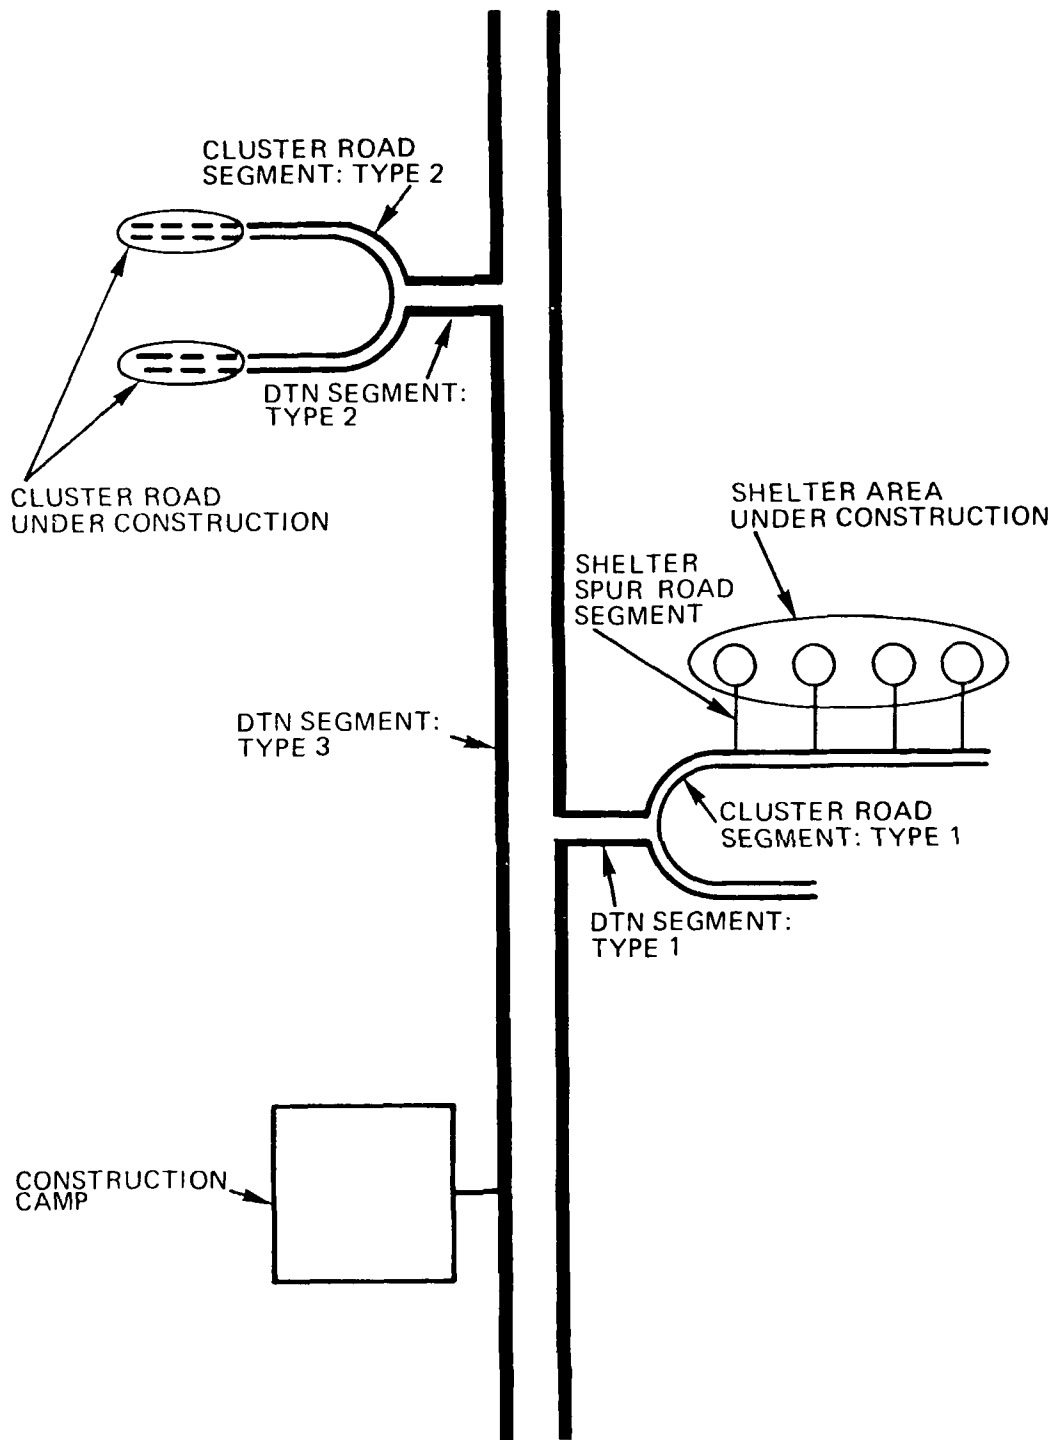 CLUSTER ROAD
SEGMENT: TYPE 2
DTN SEGMENT:
TYPE 2
CLUSTER ROAD
UNDER CONSTRUCTION
SHELTER AREA
UNDER CONSTRUCTION
SHELTER
SPUR ROAD
SEGMENT
DTN SEGMENT:
TYPE 3
CLUSTER ROAD
SEGMENT: TYPE 1
DTN SEGMENT:
TYPE 1
CONSTRUCTION
CAMP